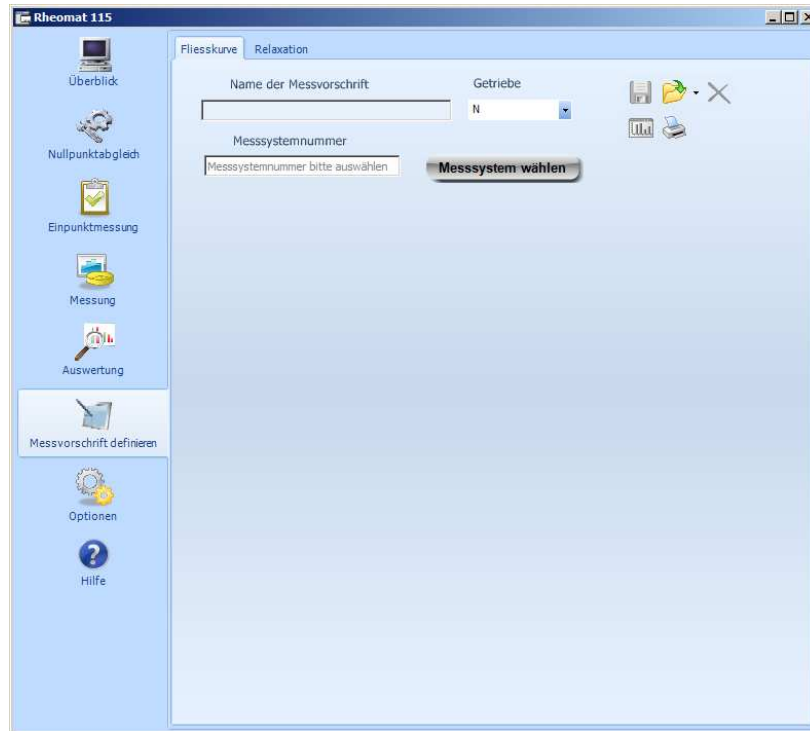 Rheomat 115
Überblick
Nullpunktabgleich
Einpunktmessung
Messung
Auswertung
Messvorschrift definieren
Optionen
Hilfe
Fliesskurve Relaxation
Name der Messvorschrift Getriebe
N
Messsystemnummer
Messsystemnummer bitte auswählen Messsystem wählen